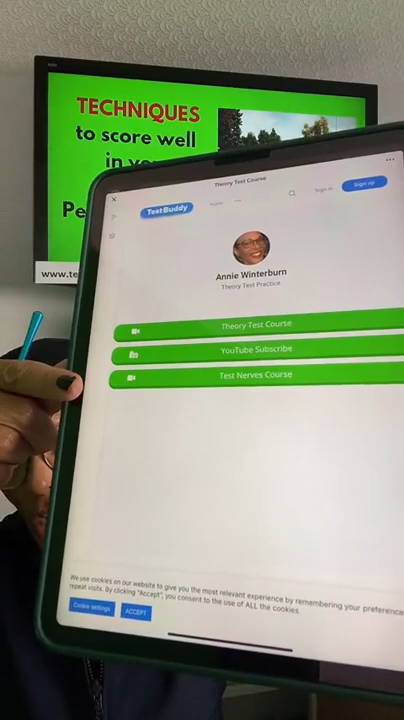 TECHNIQUES
to score well
in
Pe
www.te
Theory Test Course
TestBuddy
Home
Sign in
Sign up
Annie Winterburn
Theory Test Practice
Theory Test Course
YouTube Subscribe
Test Nerves Course
We use cookies on our website to give you the most relevant experience by remembering your preference
repeat visits. By clicking "Accept", you consent to the use of ALL the cookies.
Cookie settings
ACCEPT